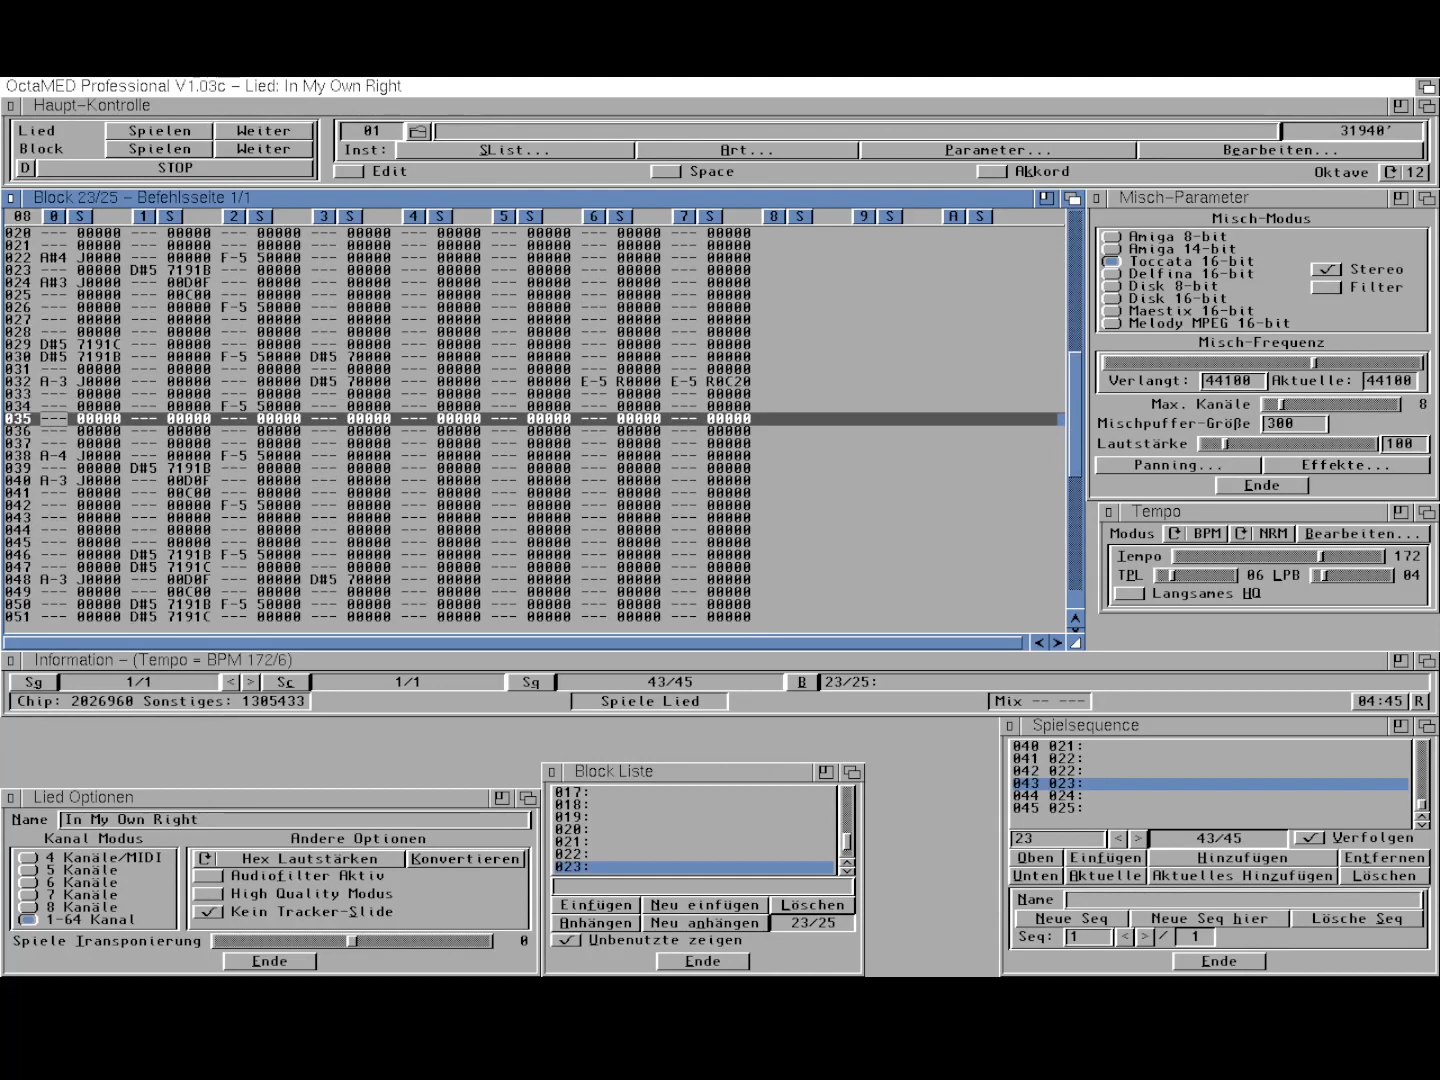 OctaMED Professional V1.03c – Lied: In My Own Right
Haupt-Kontrolle
Lied Spielen Weiter
Block Spielen Weiter
D STOP
01 31940'
Inst: SList... Art... Parameter... Bearbeiten...
Edit Space Akkord Oktave 12
Block 23/25 – Befehlsseite 1/1
08 0 S 1 S 2 S 3 S 4 S 5 S 6 S 7 S 8 S 9 S A S
020 --- 00000 --- 00000 --- 00000 --- 00000 --- 00000 --- 00000 --- 00000 --- 00000
021 --- 00000 --- 00000 --- 00000 --- 00000 --- 00000 --- 00000 --- 00000 --- 00000
022 A#4 J0000 --- 00000 F-5 50000 --- 00000 --- 00000 --- 00000 --- 00000 --- 00000
023 --- 00000 D#5 7191B --- 00000 --- 00000 --- 00000 --- 00000 --- 00000 --- 00000
024 A#3 J0000 --- 00D0F --- 00000 --- 00000 --- 00000 --- 00000 --- 00000 --- 00000
025 --- 00000 --- 00C00 --- 00000 --- 00000 --- 00000 --- 00000 --- 00000 --- 00000
026 --- 00000 --- 00000 F-5 50000 --- 00000 --- 00000 --- 00000 --- 00000 --- 00000
027 --- 00000 --- 00000 --- 00000 --- 00000 --- 00000 --- 00000 --- 00000 --- 00000
028 --- 00000 --- 00000 --- 00000 --- 00000 --- 00000 --- 00000 --- 00000 --- 00000
029 D#5 7191C --- 00000 --- 00000 --- 00000 --- 00000 --- 00000 --- 00000 --- 00000
030 D#5 7191B --- 00000 F-5 50000 D#5 70000 --- 00000 --- 00000 --- 00000 --- 00000
031 --- 00000 --- 00000 --- 00000 --- 00000 --- 00000 --- 00000 --- 00000 --- 00000
032 A-3 J0000 --- 00000 --- 00000 D#5 70000 --- 00000 --- 00000 E-5 R0000 E-5 R0C20
033 --- 00000 --- 00000 --- 00000 --- 00000 --- 00000 --- 00000 --- 00000 --- 00000
034 --- 00000 --- 00000 F-5 50000 --- 00000 --- 00000 --- 00000 --- 00000 --- 00000
035 --- 00000 --- 00000 --- 00000 --- 00000 --- 00000 --- 00000 --- 00000 --- 00000
036 --- 00000 --- 00000 --- 00000 --- 00000 --- 00000 --- 00000 --- 00000 --- 00000
037 --- 00000 --- 00000 --- 00000 --- 00000 --- 00000 --- 00000 --- 00000 --- 00000
038 A-4 J0000 --- 00000 F-5 50000 --- 00000 --- 00000 --- 00000 --- 00000 --- 00000
039 --- 00000 D#5 7191B --- 00000 --- 00000 --- 00000 --- 00000 --- 00000 --- 00000
040 A-3 J0000 --- 00D0F --- 00000 --- 00000 --- 00000 --- 00000 --- 00000 --- 00000
041 --- 00000 --- 00C00 --- 00000 --- 00000 --- 00000 --- 00000 --- 00000 --- 00000
042 --- 00000 --- 00000 F-5 50000 --- 00000 --- 00000 --- 00000 --- 00000 --- 00000
043 --- 00000 --- 00000 --- 00000 --- 00000 --- 00000 --- 00000 --- 00000 --- 00000
044 --- 00000 --- 00000 --- 00000 --- 00000 --- 00000 --- 00000 --- 00000 --- 00000
045 --- 00000 --- 00000 --- 00000 --- 00000 --- 00000 --- 00000 --- 00000 --- 00000
046 --- 00000 D#5 7191B F-5 50000 --- 00000 --- 00000 --- 00000 --- 00000 --- 00000
047 --- 00000 D#5 7191C --- 00000 --- 00000 --- 00000 --- 00000 --- 00000 --- 00000
048 A-3 J0000 --- 00D0F --- 00000 D#5 70000 --- 00000 --- 00000 --- 00000 --- 00000
049 --- 00000 --- 00C00 --- 00000 --- 00000 --- 00000 --- 00000 --- 00000 --- 00000
050 --- 00000 D#5 7191B F-5 50000 --- 00000 --- 00000 --- 00000 --- 00000 --- 00000
051 --- 00000 D#5 7191C --- 00000 --- 00000 --- 00000 --- 00000 --- 00000 --- 00000
Misch-Parameter
Misch-Modus
Amiga 8-bit
Amiga 14-bit
Toccata 16-bit
Delfina 16-bit
Disk 8-bit
Disk 16-bit
Maestix 16-bit
Melody MPEG 16-bit
Stereo
Filter
Misch-Frequenz
Verlangt: 44100 Aktuelle: 44100
Max. Kanäle 8
Mischpuffer-Größe 300
Lautstärke 100
Panning... Effekte...
Ende
Tempo
Modus BPM NRM Bearbeiten...
Tempo 172
TPL 06 LPB 04
Langsames HQ
Information – (Tempo = BPM 172/6)
Sg 1/1 < > Sc 1/1 Sq 43/45 B 23/25:
Chip: 2026960 Sonstiges: 1305433 Spiele Lied Mix -- --- 04:45 R
Lied Optionen
Name In My Own Right
Kanal Modus
4 Kanäle/MIDI
5 Kanäle
6 Kanäle
7 Kanäle
8 Kanäle
1-64 Kanal
Andere Optionen
Hex Lautstärken Konvertieren
Audiofilter Aktiv
High Quality Modus
Kein Tracker-Slide
Spiele Transponierung 0
Ende
Block Liste
017:
018:
019:
020:
021:
022:
023:
Einfügen Neu einfügen Löschen
Anhängen Neu anhängen 23/25
Unbenutzte zeigen
Ende
Spielsequence
040 021:
041 022:
042 022:
043 023:
044 024:
045 025:
23 < > 43/45 Verfolgen
Oben Einfügen Hinzufügen Entfernen
Unten Aktuelle Aktuelles Hinzufügen Löschen
Name
Neue Seq Neue Seq hier Lösche Seq
Seq: 1 < > / 1
Ende